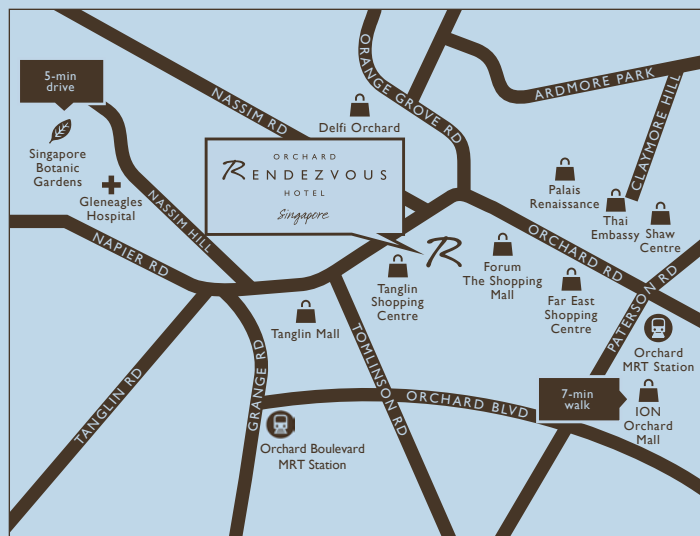 5-min
drive
Singapore
Botanic
Gardens
Gleneagles
Hospital
NASSIM HILL
NAPIER RD
NASSIM RD
Delfi Orchard
ORANGE GROVE RD
ARDMORE PARK
CLAYMORE HILL
ORCHARD
RENDEZVOUS
HOTEL
Singapore
R
Palais
Renaissance
Thai
Embassy
Shaw
Centre
Forum
The Shopping
Mall
ORCHARD RD
Far East
Shopping
Centre
PATERSON RD
Tanglin
Shopping
Centre
Tanglin Mall
TOMLINSON RD
TANGLIN RD
GRANGE RD
ORCHARD BLVD
Orchard Boulevard
MRT Station
Orchard
MRT Station
7-min
walk
ION
Orchard
Mall